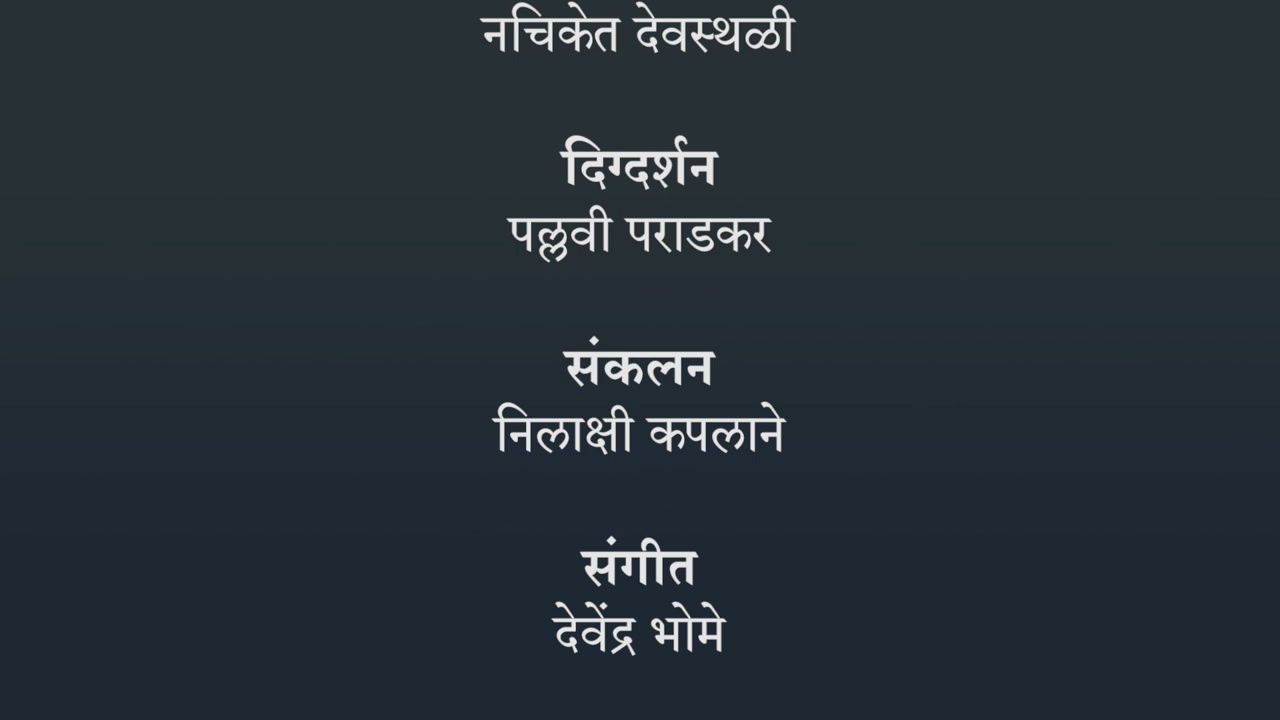 नचिकेत देवस्थळी
दिग्दर्शन
पल्लवी पराडकर
संकलन
निलाक्षी कपलाने
संगीत
देवेंद्र भोमे